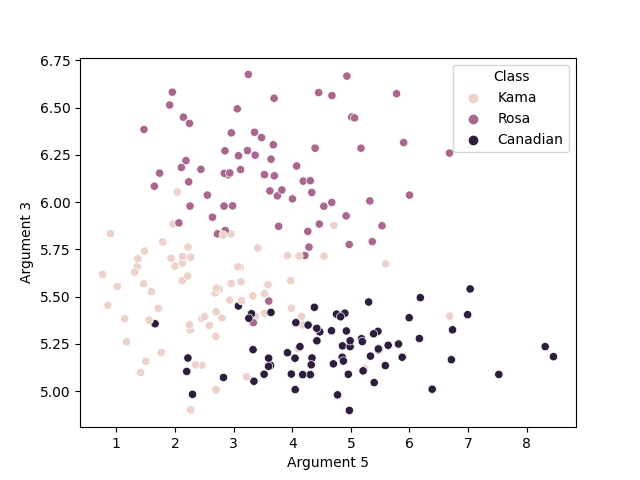 6.75
6.50
6.25
6.00
5.75
5.50
5.25
5.00
Argument 3
1 2 3 4 5 6 7 8
Argument 5
Class
Kama
Rosa
Canadian